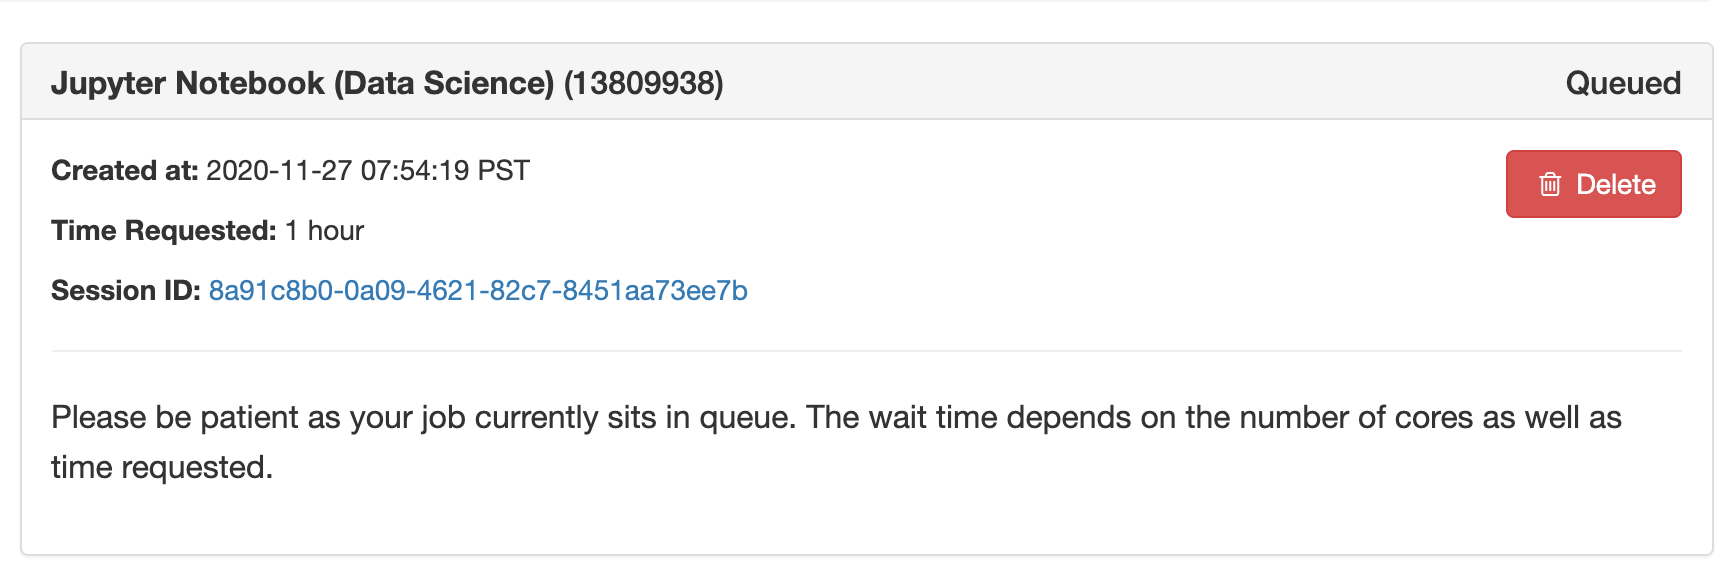 Jupyter Notebook (Data Science) (13809938) Queued
Created at: 2020-11-27 07:54:19 PST
Delete
Time Requested: 1 hour
Session ID: 8a91c8b0-0a09-4621-82c7-8451aa73ee7b
Please be patient as your job currently sits in queue. The wait time depends on the number of cores as well as
time requested.